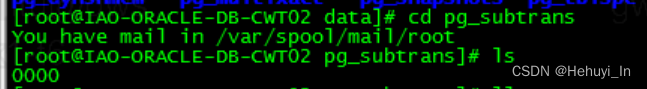 [root@IAO-ORACLE-DB-CWT02 data]# cd pg_subtrans
You have mail in /var/spool/mail/root
[root@IAO-ORACLE-DB-CWT02 pg_subtrans]# ls
0000
CSDN @Hehuyi_In